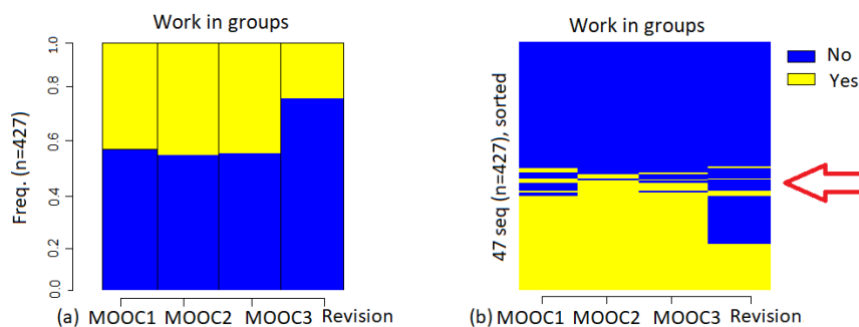 Work in groups
Freq. (n=427)
1.0
0.8
0.6
0.4
0.2
0.0
(a) MOOC1 MOOC2 MOOC3 Revision
Work in groups
No
Yes
47 seq (n=427), sorted
(b) MOOC1 MOOC2 MOOC3 Revision